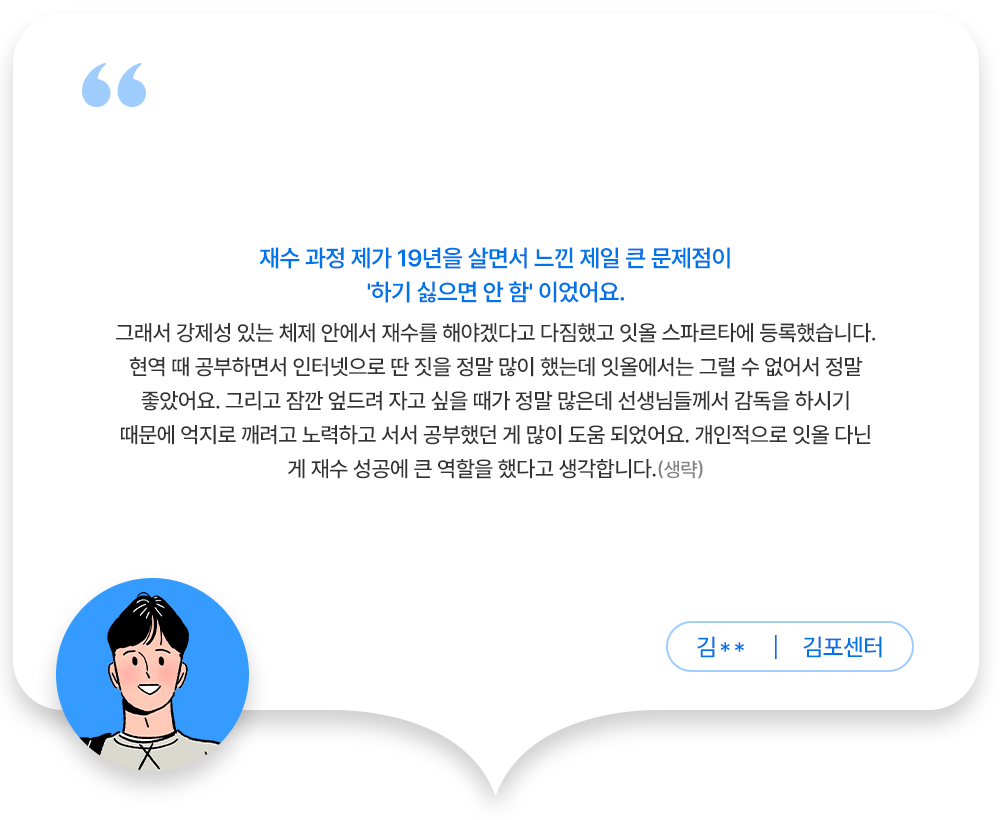 “
재수 과정 제가 19년을 살면서 느낀 제일 큰 문제점이
'하기 싫으면 안 함' 이었어요.
그래서 강제성 있는 체제 안에서 재수를 해야겠다고 다짐했고 잇올 스파르타에 등록했습니다.
현역 때 공부하면서 인터넷으로 딴 짓을 정말 많이 했는데 잇올에서는 그럴 수 없어서 정말
좋았어요. 그리고 잠깐 엎드려 자고 싶을 때가 정말 많은데 선생님들께서 감독을 하시기
때문에 억지로 깨려고 노력하고 서서 공부했던 게 많이 도움 되었어요. 개인적으로 잇올 다닌
게 재수 성공에 큰 역할을 했다고 생각합니다.(생략)
김** | 김포센터